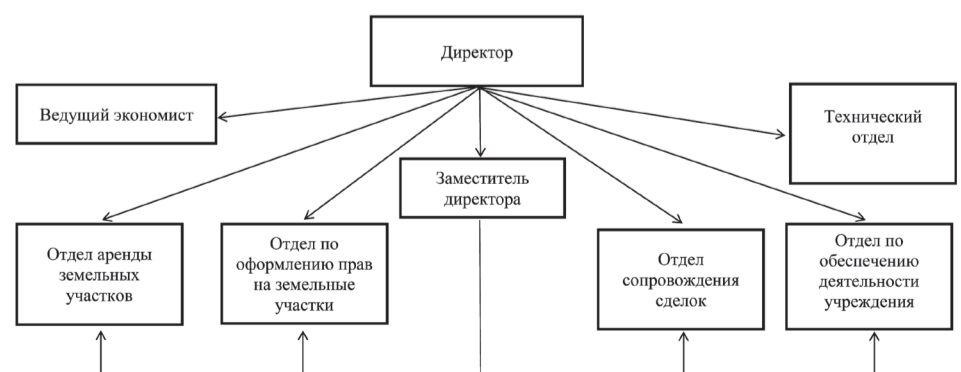 Директор
Ведущий экономист
Технический
отдел
Заместитель
директора
Отдел аренды
земельных
участков
Отдел по
оформлению прав
на земельные
участки
Отдел
сопровождения
сделок
Отдел по
обеспечению
деятельности
учреждения